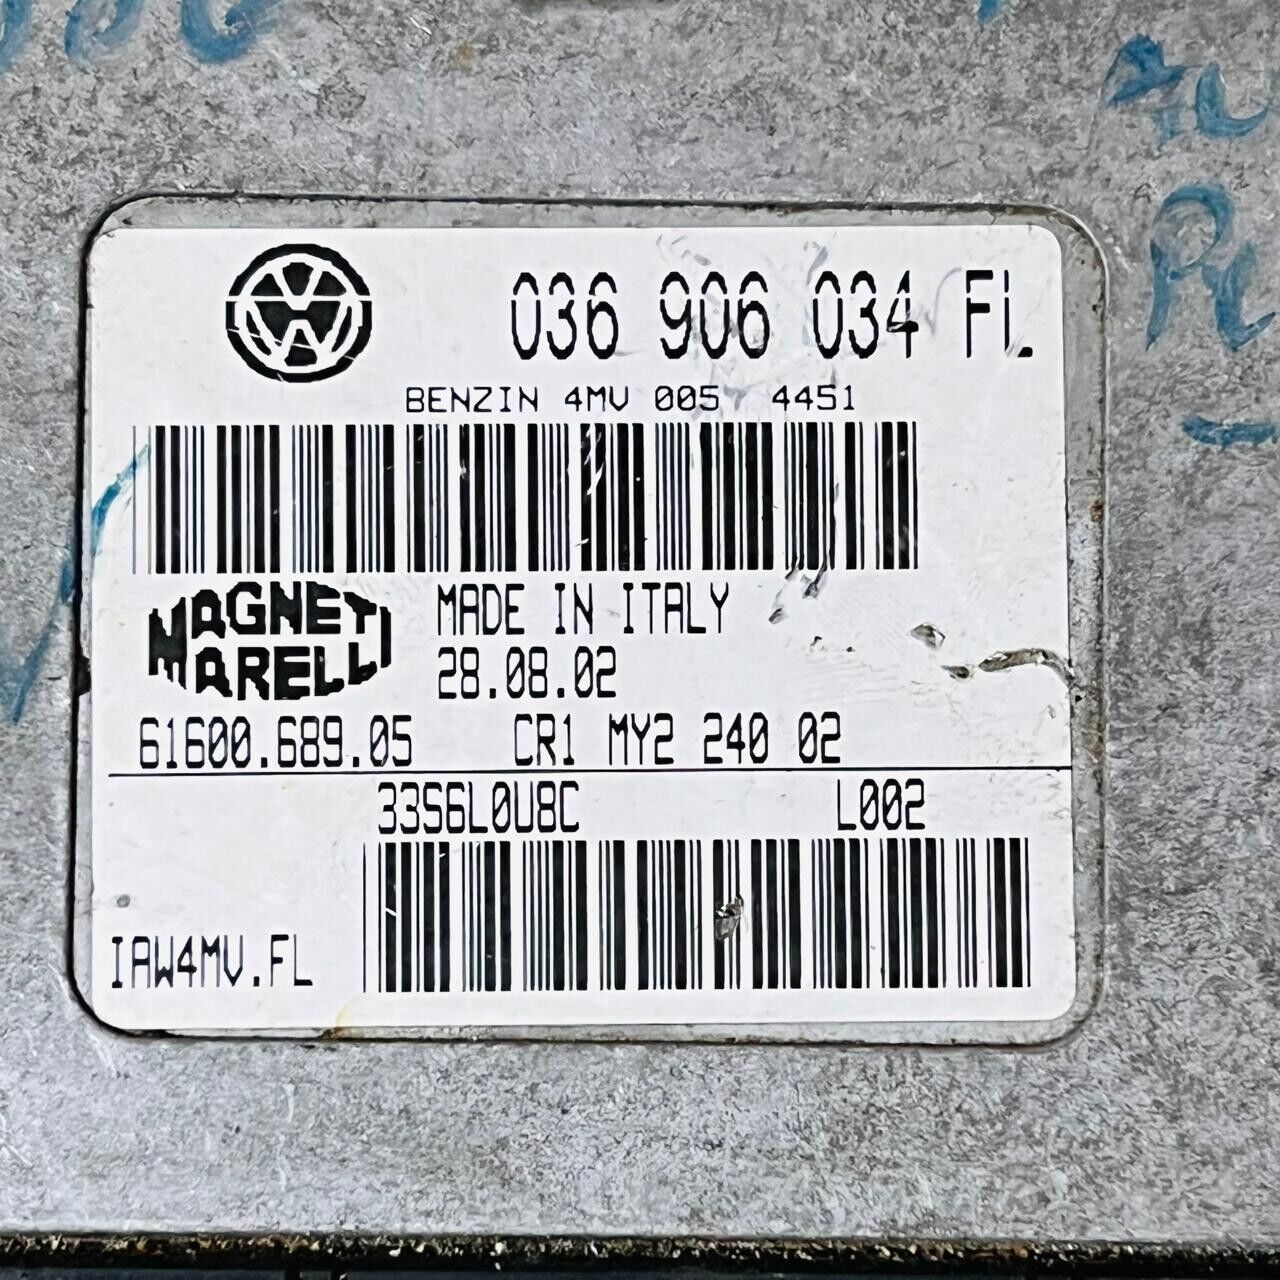 036 906 034 FL
BENZIN 4MV 005 4451
MAGNETI MARELLI
MADE IN ITALY
28.08.02
61600.689.05 CR1 MY2 240 02
33S6L0U8C L002
IAW4MV.FL